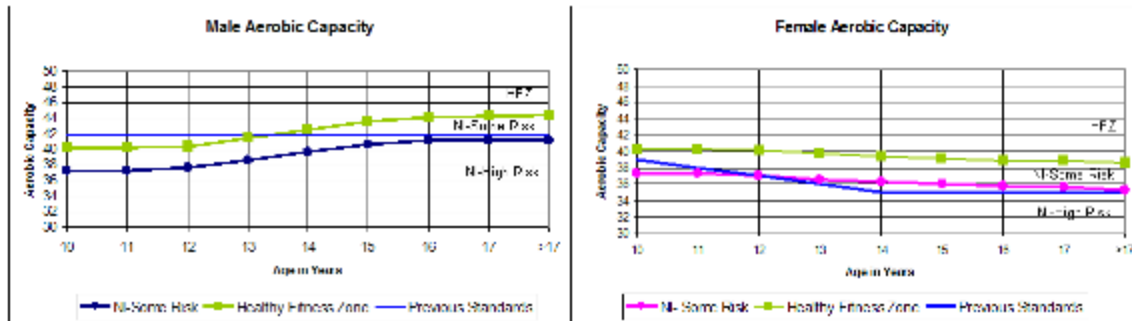 Male Aerobic Capacity
Aerobic Capacity
50
48
46
44
42
40
38
36
34
32
30
HFZ
NI-Some Risk
NI-High Risk
10 11 12 13 14 15 16 17 >17
Age in Years
NI-Some Risk Healthy Fitness Zone Previous Standards
Female Aerobic Capacity
Aerobic Capacity
50
48
46
44
42
40
38
36
34
32
30
HFZ
NI-Some Risk
NI-High Risk
10 11 12 13 14 15 16 17 >17
Age in Years
NI- Some Risk Healthy Fitness Zone Previous Standards